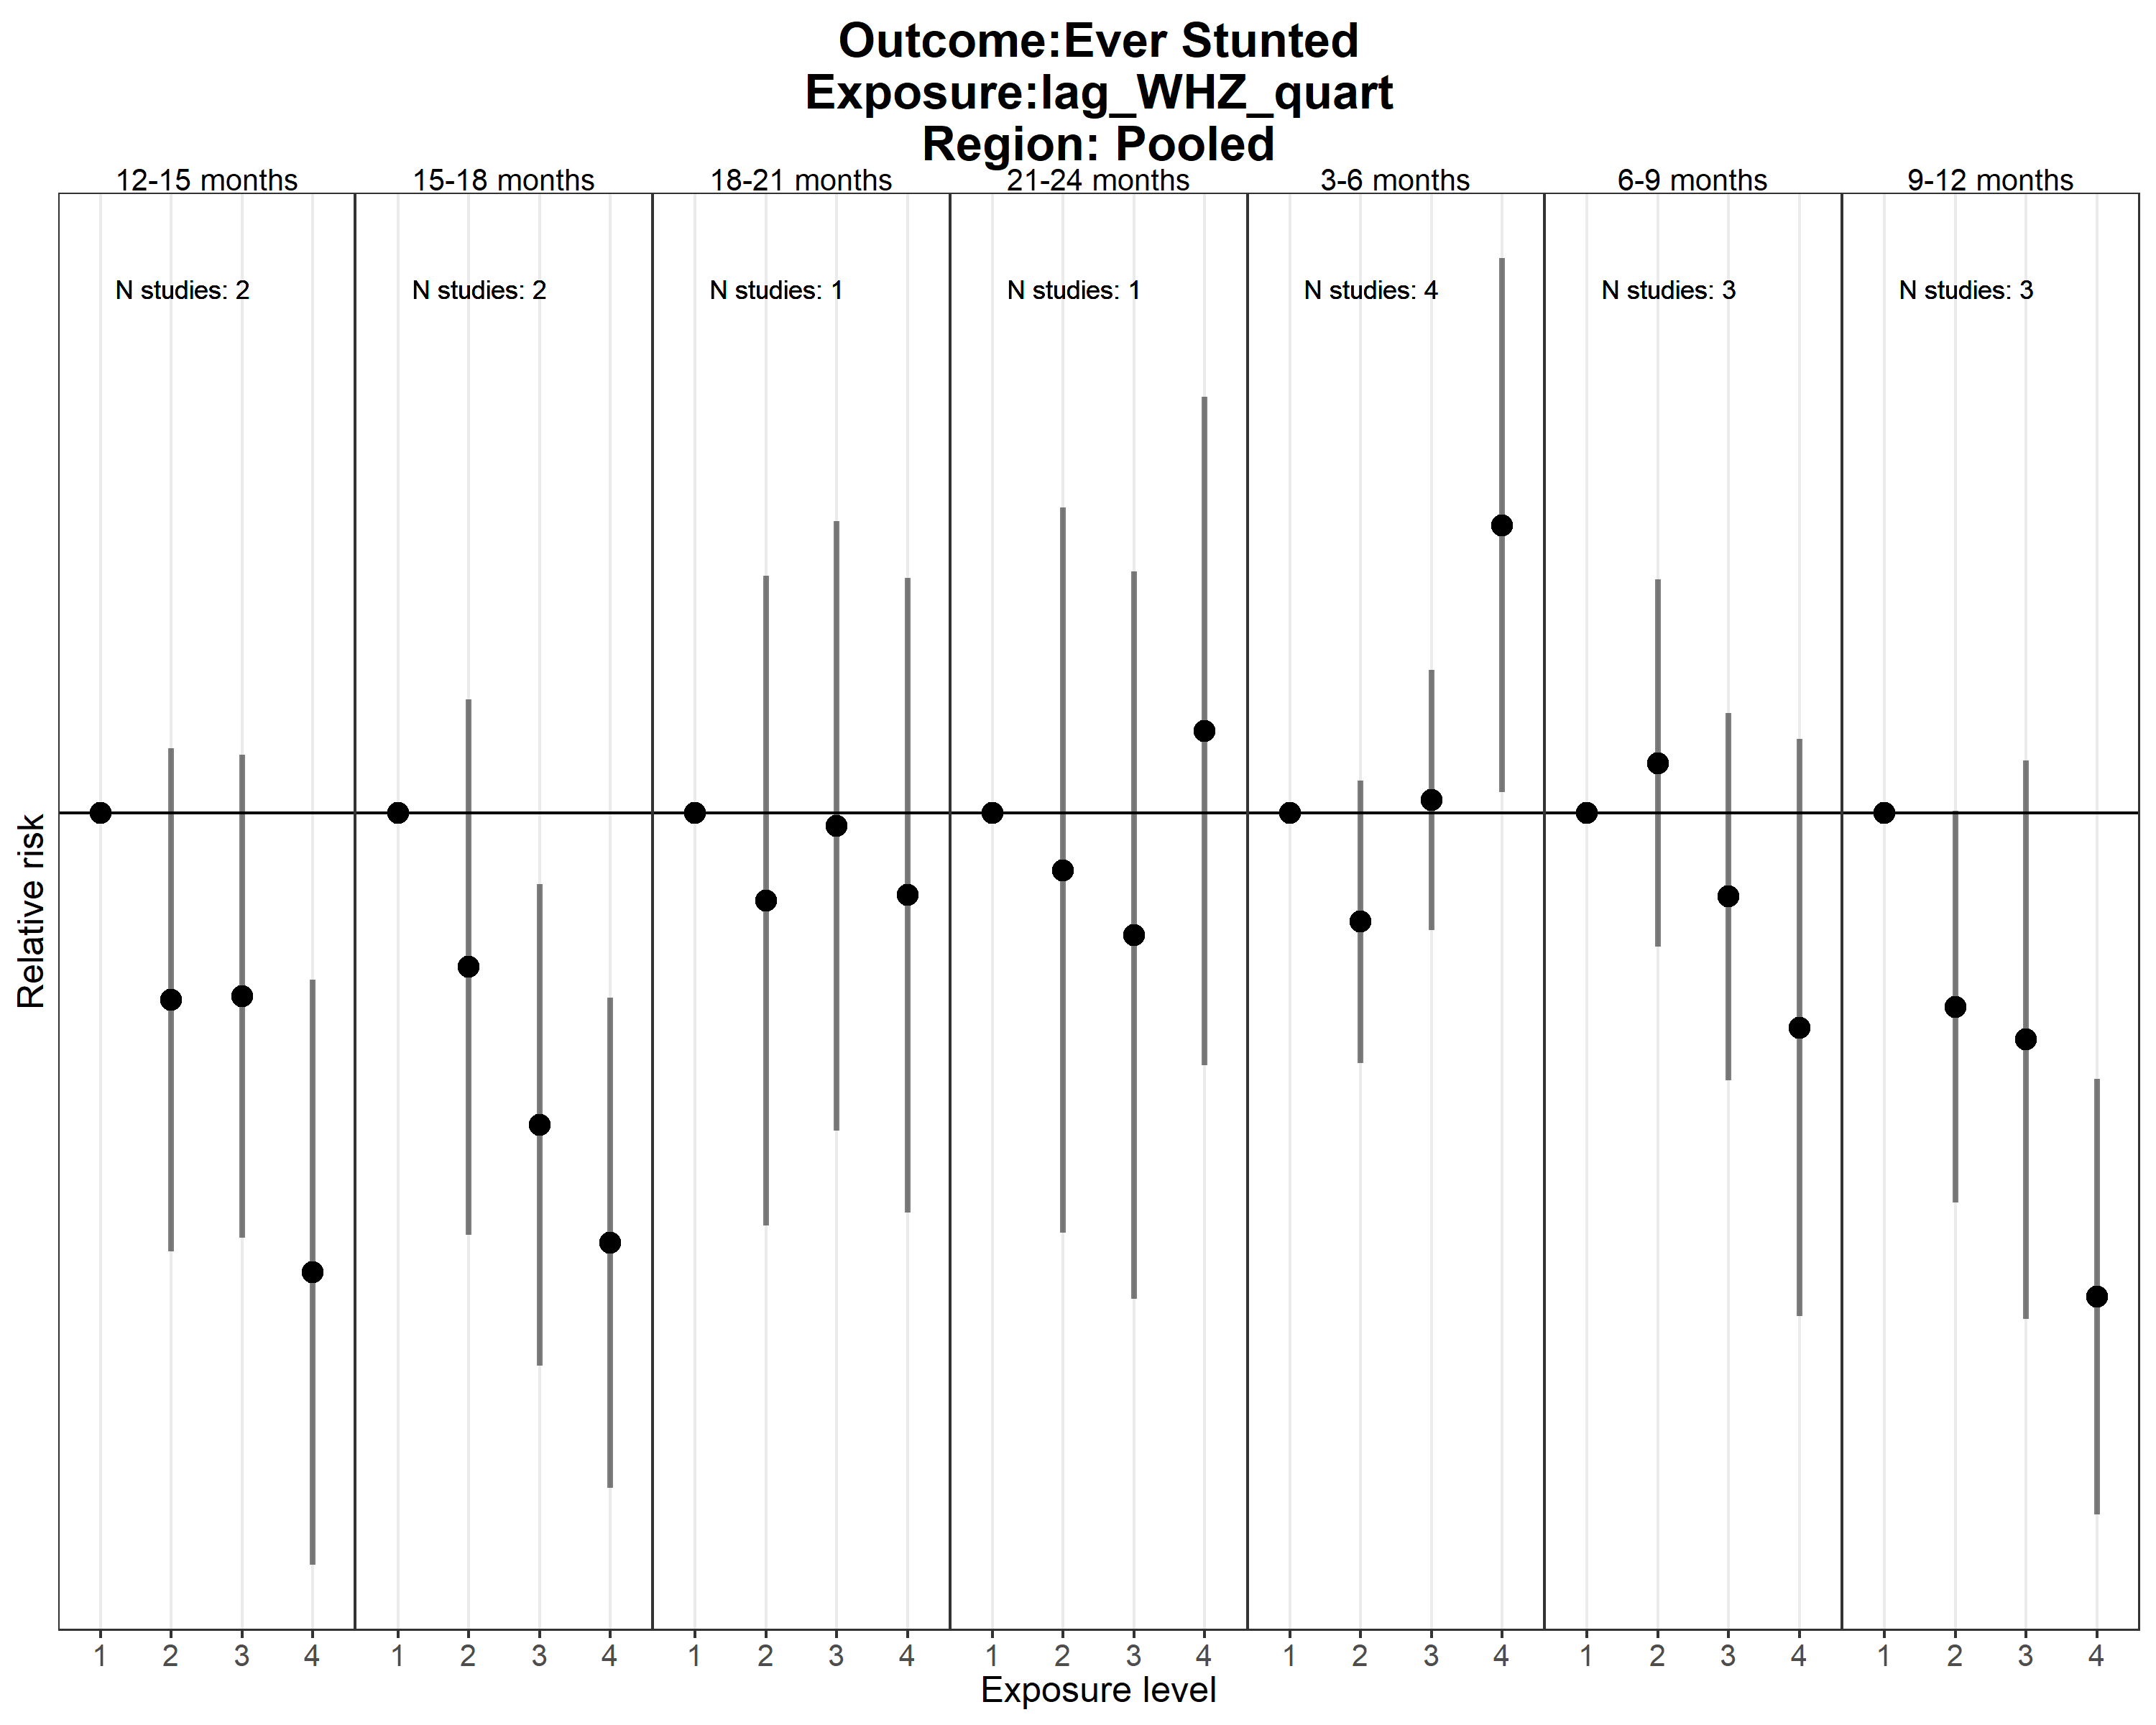 Outcome:Ever Stunted
Exposure:lag_WHZ_quart
Region: Pooled
12-15 months 15-18 months 18-21 months 21-24 months 3-6 months 6-9 months 9-12 months
N studies: 2 N studies: 2 N studies: 1 N studies: 1 N studies: 4 N studies: 3 N studies: 3
Relative risk
1 2 3 4 1 2 3 4 1 2 3 4 1 2 3 4 1 2 3 4 1 2 3 4 1 2 3 4
Exposure level